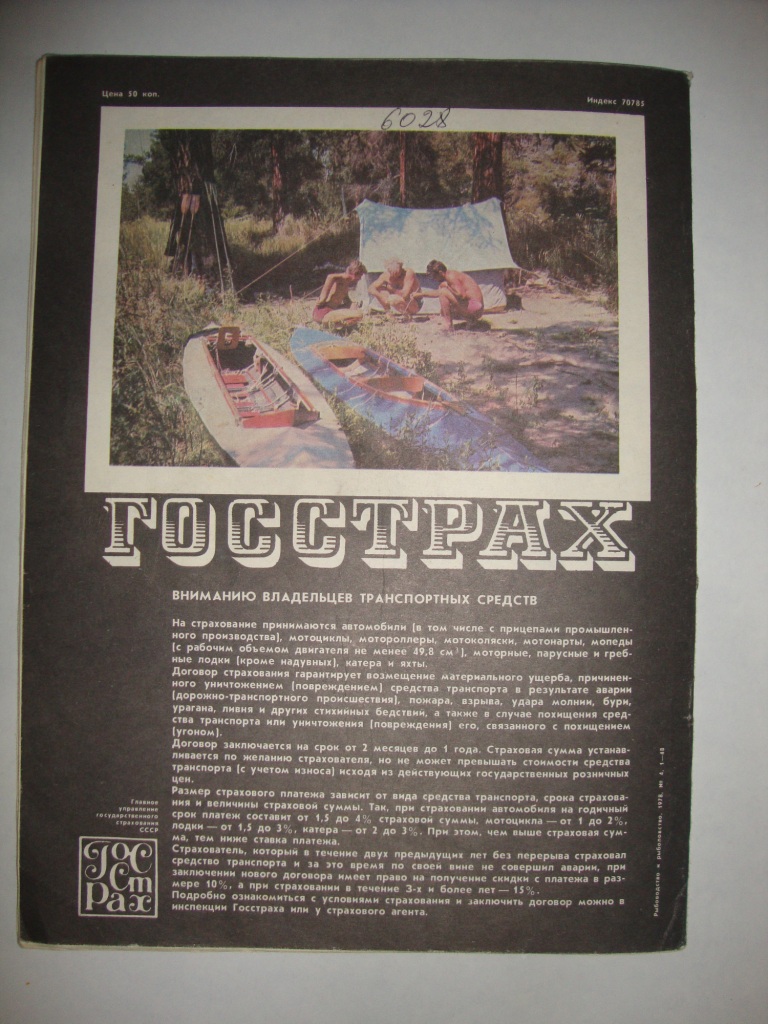 Цена 30 коп.
Индекс 70785
6028
ГОССТРАХ
ВНИМАНИЮ ВЛАДЕЛЬЦЕВ ТРАНСПОРТНЫХ СРЕДСТВ
На страхование принимаются автомобили [в том числе с прицепами промышлен-
ного производства], мотоциклы, мотороллеры, мотоколяски, мотонарты, мопеды
[с рабочим объемом двигателя не менее 49,8 см³], моторные, парусные и греб-
ные лодки [кроме надувных], катера и яхты.
Договор страхования гарантирует возмещение материального ущерба, причинен-
ного уничтожением [повреждением] средства транспорта в результате аварии
[дорожно-транспортного происшествия], пожара, взрыва, удара молнии, бури,
урагана, ливня и других стихийных бедствий, а также в случае похищения сред-
ства транспорта или уничтожения [повреждения] его, связанного с похищением
[угоном].
Договор заключается на срок от 2 месяцев до 1 года. Страховая сумма устанав-
ливается по желанию страхователя, но не может превышать стоимости средства
транспорта [с учетом износа] исходя из действующих государственных розничных
цен.
Размер страхового платежа зависит от вида средства транспорта, срока страхова-
ния и величины страховой суммы. Так, при страховании автомобиля на годичный
срок платеж составит от 1,5 до 4% страховой суммы, мотоцикла — от 1 до 2%,
лодки — от 1,5 до 3%, катера — от 2 до 3%. При этом, чем выше страховая сум-
ма, тем ниже ставка платежа.
Страхователь, который в течение двух предыдущих лет без перерыва страховал
средство транспорта и за это время по своей вине не совершил аварии, при
заключении нового договора имеет право на получение скидки с платежа в раз-
мере 10%, а при страховании в течение 3-х и более лет — 15%.
Подробно ознакомиться с условиями страхования и заключить договор можно в
инспекции Госстраха или у страхового агента.
Главное
управление
государственного
страхования
СССР
Гос
ст
рах
Рыбоводство и рыболовство, 1978, № 4, 1—48